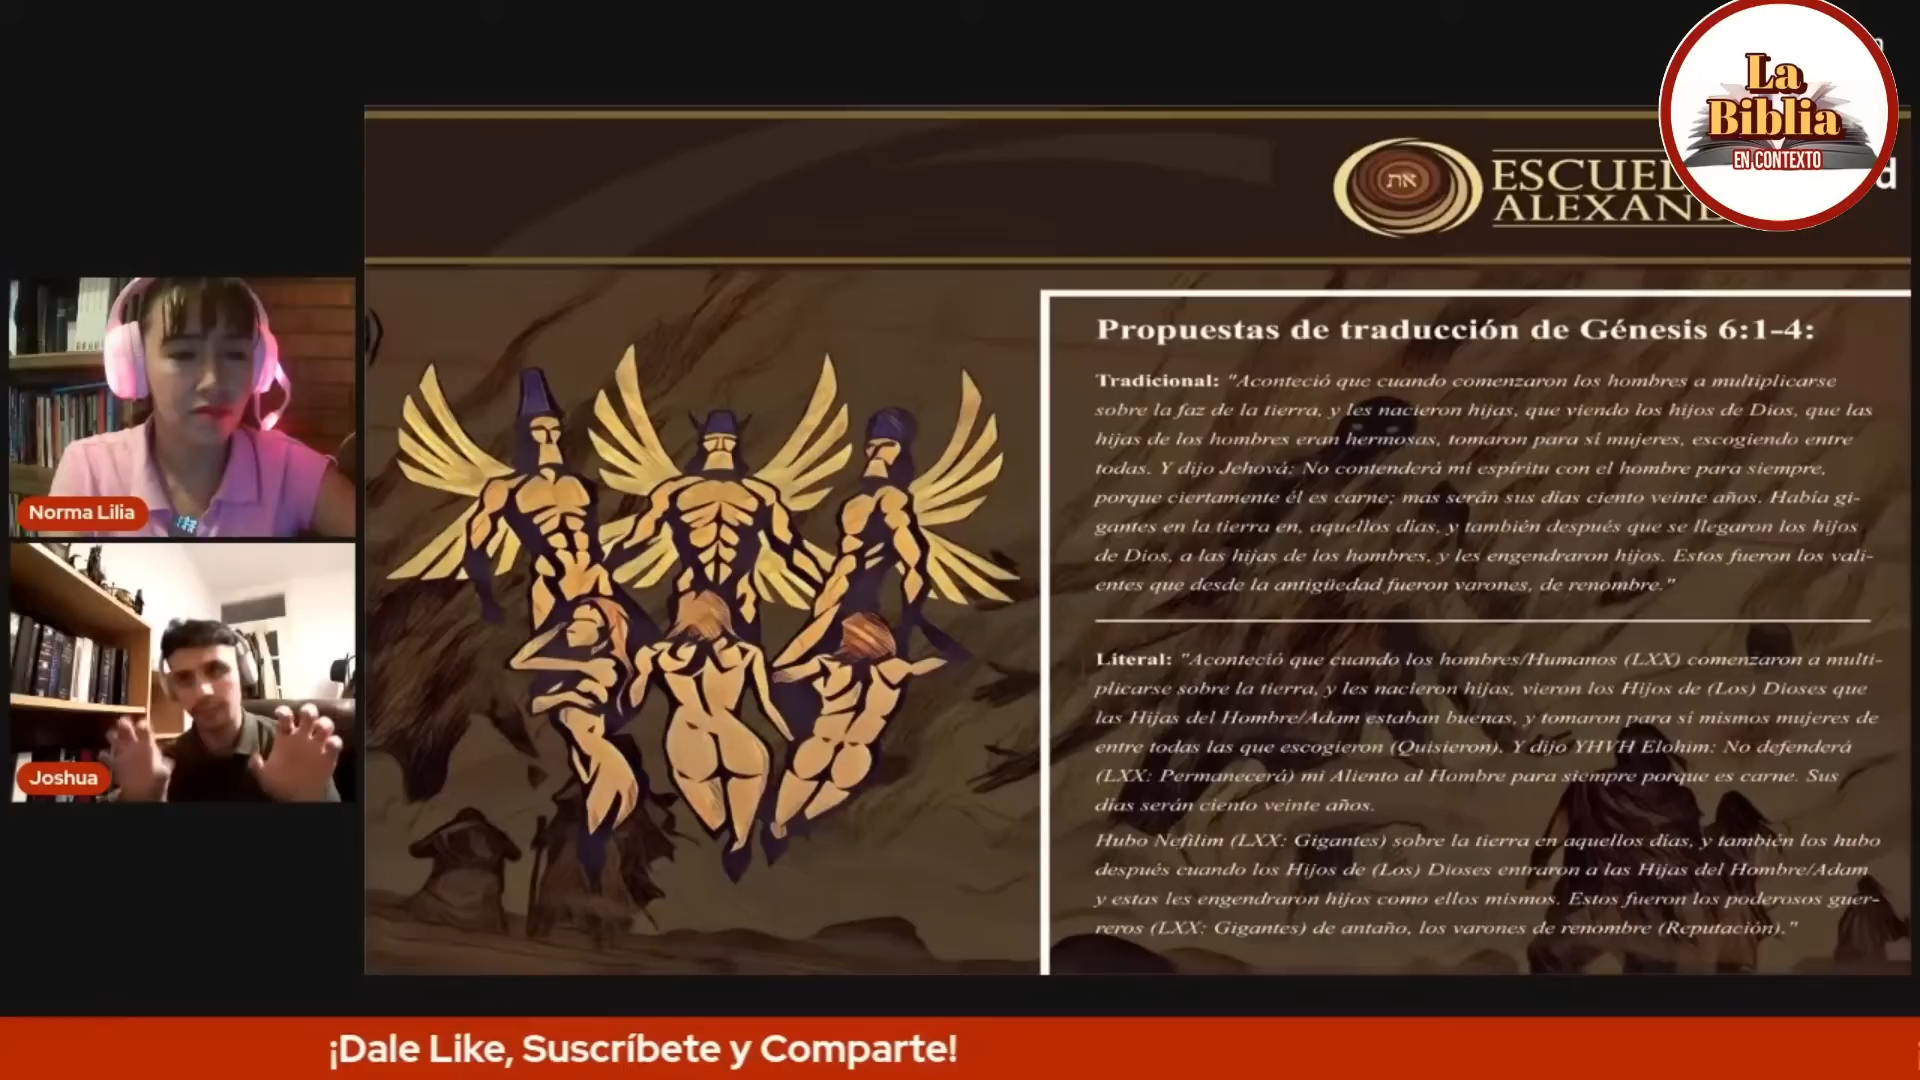 La
Biblia
EN CONTEXTO
את
ESCUEL
ALEXAN
d
Norma Lilia
Joshua
Propuestas de traducción de Génesis 6:1-4:
Tradicional: "Aconteció que cuando comenzaron los hombres a multiplicarse
sobre la faz de la tierra, y les nacieron hijas, que viendo los hijos de Dios, que las
hijas de los hombres eran hermosas, tomaron para sí mujeres, escogiendo entre
todas. Y dijo Jehová: No contenderá mi espíritu con el hombre para siempre,
porque ciertamente él es carne; mas serán sus días ciento veinte años. Había gi-
gantes en la tierra en, aquellos días, y también después que se llegaron los hijos
de Dios, a las hijas de los hombres, y les engendraron hijos. Estos fueron los vali-
entes que desde la antigüedad fueron varones, de renombre."
Literal: "Aconteció que cuando los hombres/Humanos (LXX) comenzaron a multi-
plicarse sobre la tierra, y les nacieron hijas, vieron los Hijos de (Los) Dioses que
las Hijas del Hombre/Adam estaban buenas, y tomaron para sí mismos mujeres de
entre todas las que escogieron (Quisieron). Y dijo YHVH Elohim: No defenderá
(LXX: Permanecerá) mi Aliento al Hombre para siempre porque es carne. Sus
días serán ciento veinte años.
Hubo Nefilim (LXX: Gigantes) sobre la tierra en aquellos días, y también los hubo
después cuando los Hijos de (Los) Dioses entraron a las Hijas del Hombre/Adam
y estas les engendraron hijos como ellos mismos. Estos fueron los poderosos guer-
reros (LXX: Gigantes) de antaño, los varones de renombre (Reputación)."
¡Dale Like, Suscríbete y Comparte!